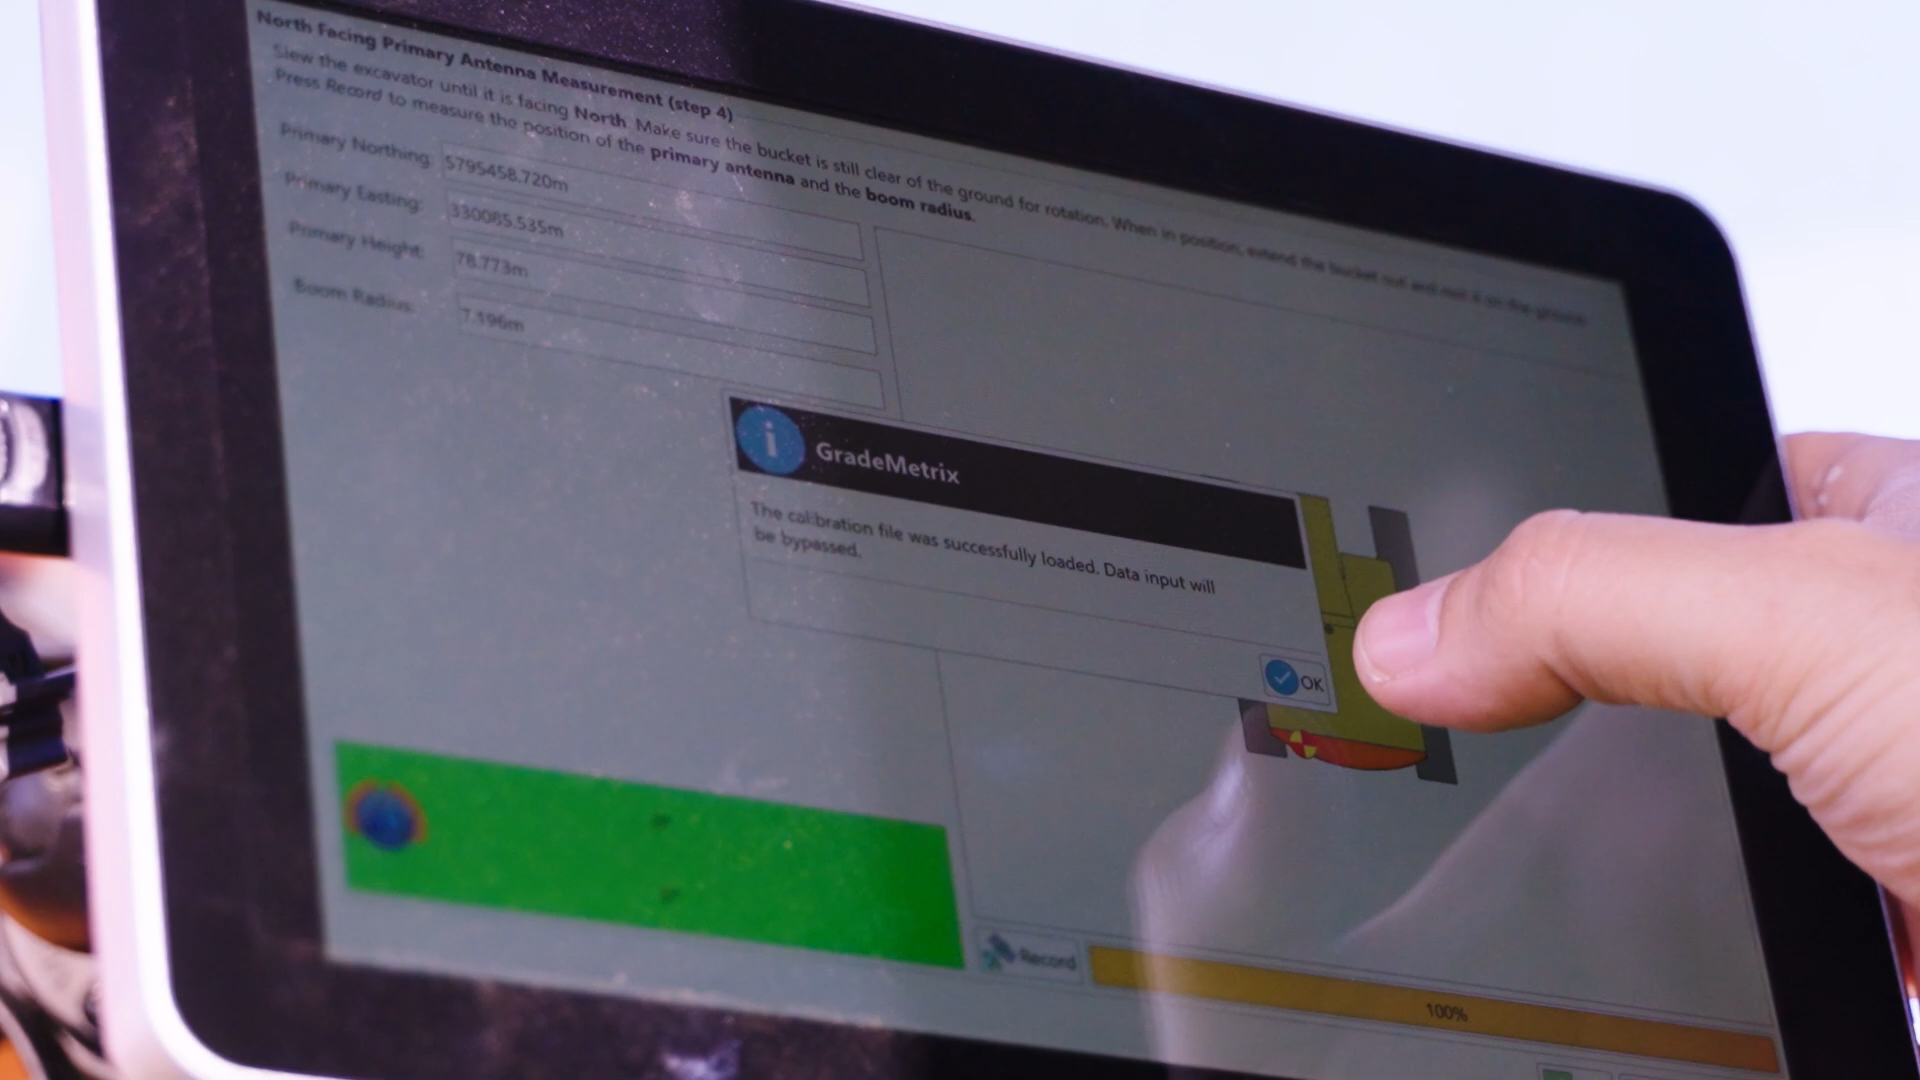 North Facing Primary Antenna Measurement (step 4)
Slew the excavator until it is facing North. Make sure the bucket is still clear of the ground for rotation. When in position, extend the bucket out and rest it on the ground.
Press Record to measure the position of the primary antenna and the boom radius.
Primary Northing: 5795458.720m
Primary Easting: 330085.535m
Primary Height: 78.773m
Boom Radius: 7.196m
GradeMetrix
The calibration file was successfully loaded. Data input will
be bypassed.
OK
Record
100%